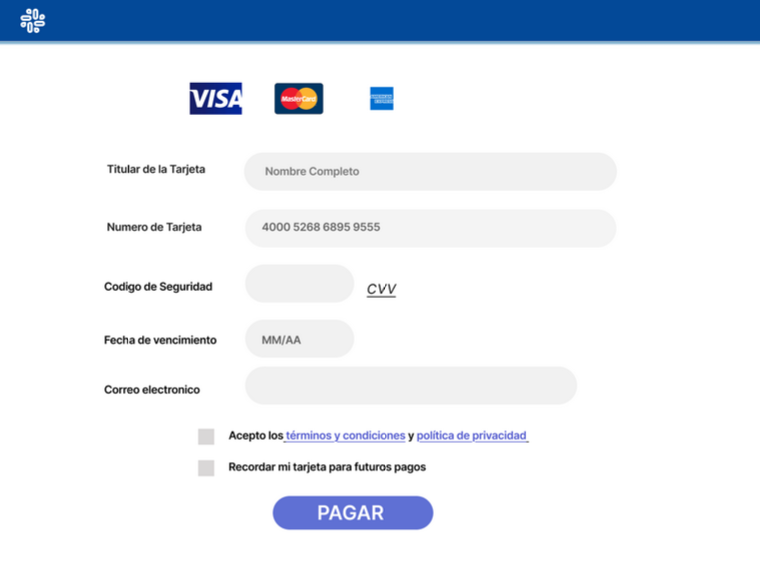 VISA
MasterCard
AMERICAN EXPRESS
Titular de la Tarjeta
Nombre Completo
Numero de Tarjeta
4000 5268 6895 9555
Codigo de Seguridad
CVV
Fecha de vencimiento
MM/AA
Correo electronico
Acepto los términos y condiciones y política de privacidad
Recordar mi tarjeta para futuros pagos
PAGAR